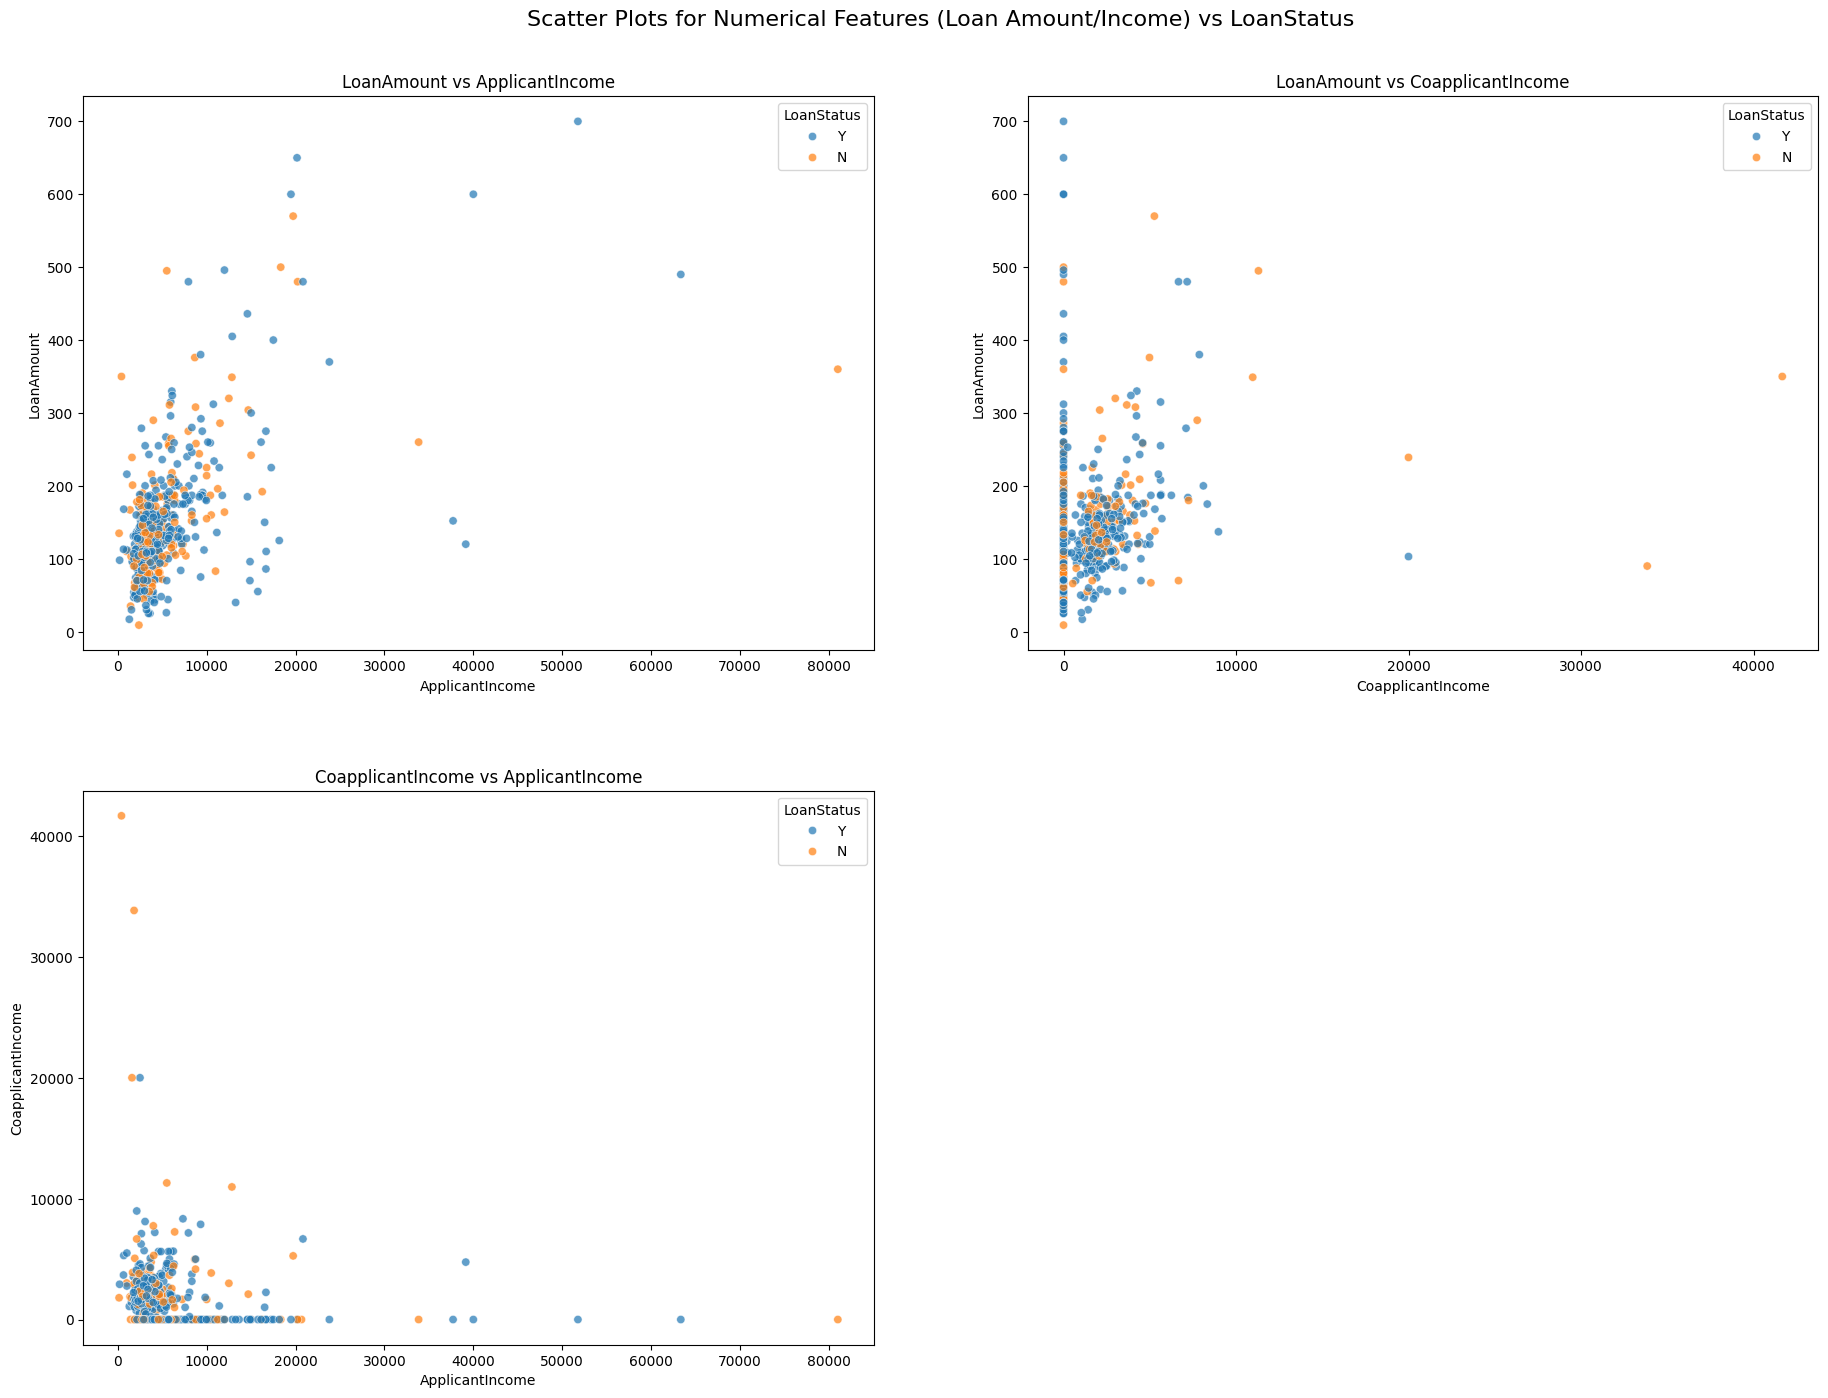 Scatter Plots for Numerical Features (Loan Amount/Income) vs LoanStatus
LoanAmount vs ApplicantIncome
LoanStatus
Y
N
700
600
500
400
300
200
100
0
LoanAmount
0 10000 20000 30000 40000 50000 60000 70000 80000
ApplicantIncome
LoanAmount vs CoapplicantIncome
LoanStatus
Y
N
700
600
500
400
300
200
100
0
LoanAmount
0 10000 20000 30000 40000
CoapplicantIncome
CoapplicantIncome vs ApplicantIncome
LoanStatus
Y
N
40000
30000
20000
10000
0
CoapplicantIncome
0 10000 20000 30000 40000 50000 60000 70000 80000
ApplicantIncome